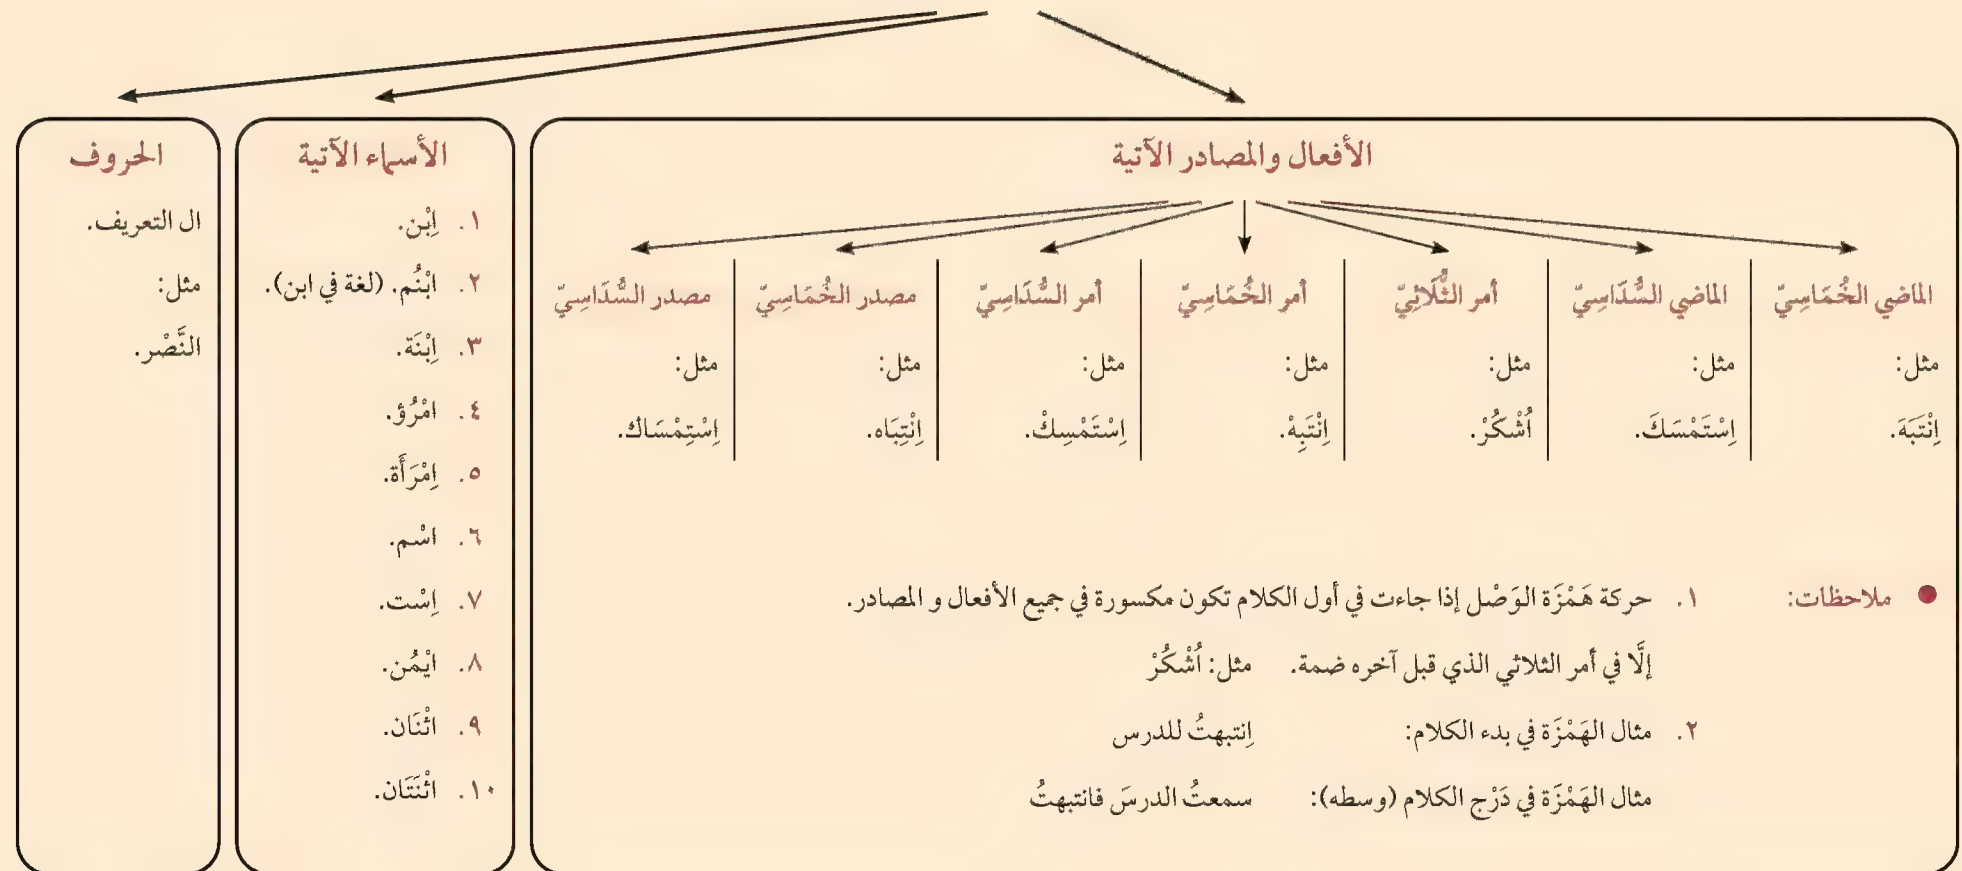 الأفعال والمصادر الآتية
الماضي الخُمَاسِيّ
مثل:
اِنْتَبَهَ.
الماضي السُّدَاسِيّ
مثل:
اِسْتَمْسَكَ.
أمر الثُّلَاثِيّ
مثل:
اُشْكُرْ.
أمر الخُمَاسِيّ
مثل:
اِنْتَبِهْ.
أمر السُّدَاسِيّ
مثل:
اِسْتَمْسِكْ.
مصدر الخُمَاسِيّ
مثل:
اِنْتِبَاه.
مصدر السُّدَاسِيّ
مثل:
اِسْتِمْسَاك.
● ملاحظات: ١. حركة هَمْزَة الوَصْل إذا جاءت في أول الكلام تكون مكسورة في جميع الأفعال و المصادر.
إلَّا في أمر الثلاثي الذي قبل آخره ضمة. مثل: اُشْكُرْ
٢. مثال الهَمْزَة في بدء الكلام: اِنتبهتُ للدرس
مثال الهَمْزَة في دَرْج الكلام (وسطه): سمعتُ الدرسَ فانتبهتُ
الأسماء الآتية
١. اِبْن.
٢. ابْنُم. (لغة في ابن).
٣. اِبْنَة.
٤. امْرُؤ.
٥. اِمْرَأَة.
٦. اسْم.
٧. اِسْت.
٨. ايْمُن.
٩. اثْنَان.
١٠. اثْنَتَان.
الحروف
ال التعريف.
مثل:
النَّصْر.